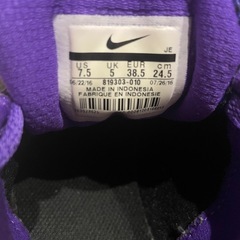 JE
US UK EUR cm
7.5 5 38.5 24.5
06/22/16 819303-010 07/26/16
MADE IN INDONESIA
FABRIQUE EN INDONESIE